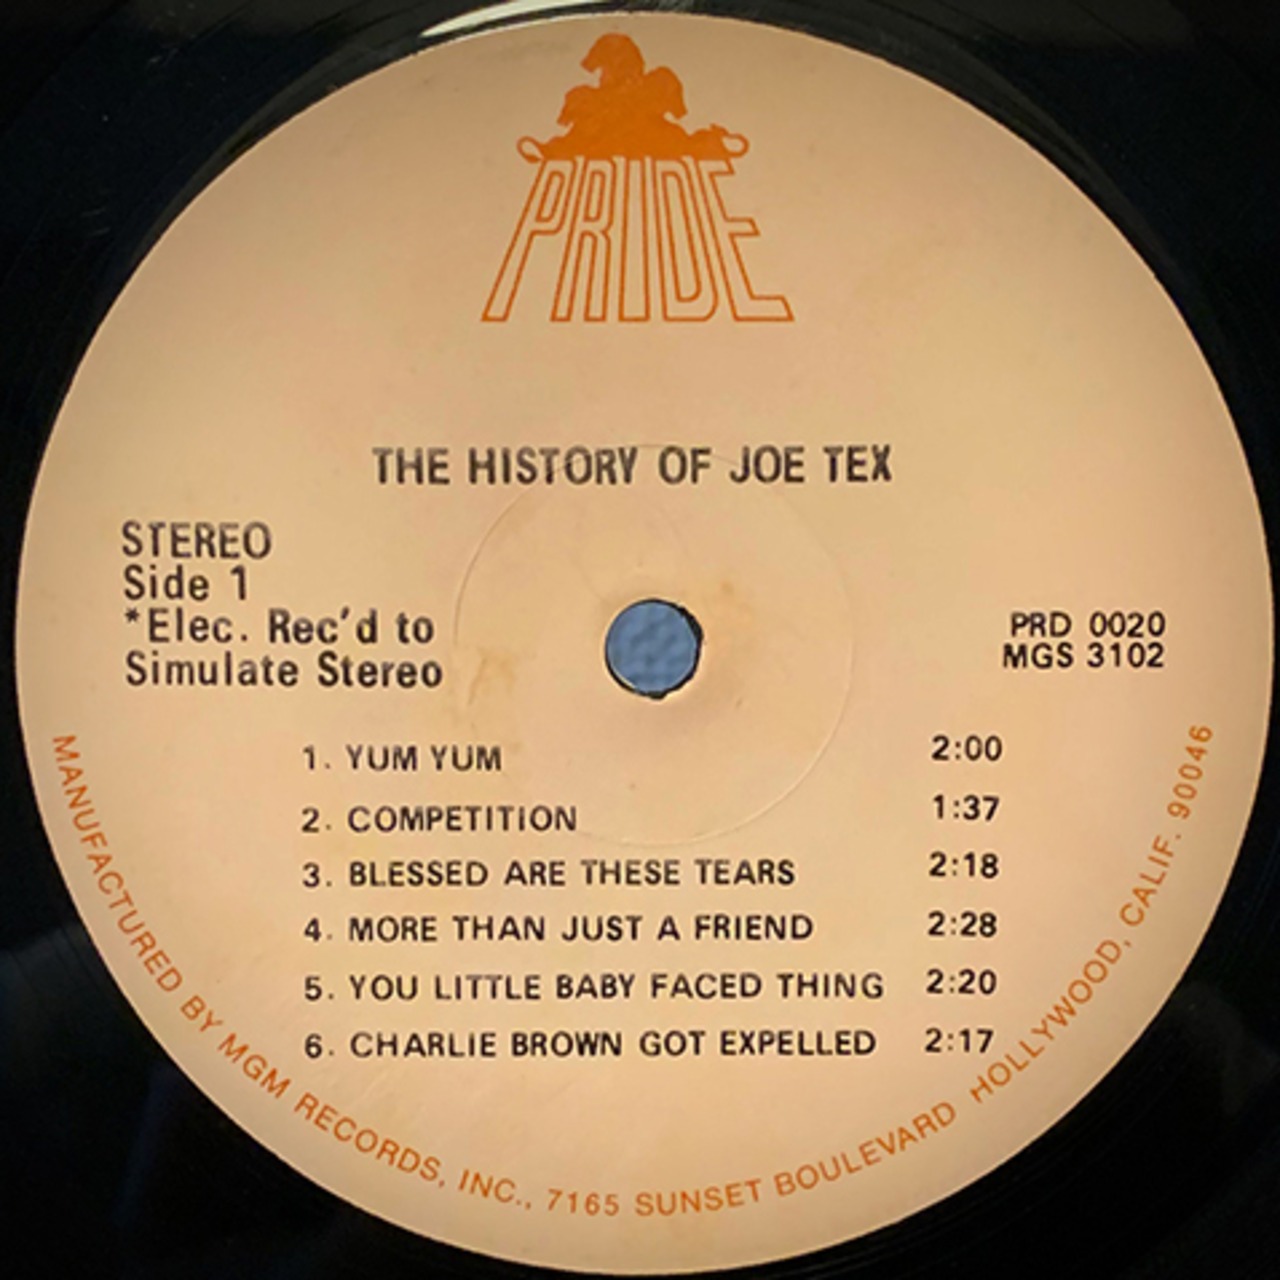 PRIDE
THE HISTORY OF JOE TEX
STEREO
Side 1
*Elec. Rec'd to
Simulate Stereo
PRD 0020
MGS 3102
1. YUM YUM 2:00
2. COMPETITION 1:37
3. BLESSED ARE THESE TEARS 2:18
4. MORE THAN JUST A FRIEND 2:28
5. YOU LITTLE BABY FACED THING 2:20
6. CHARLIE BROWN GOT EXPELLED 2:17
MANUFACTURED BY MGM RECORDS, INC., 7165 SUNSET BOULEVARD HOLLYWOOD, CALIF. 90046